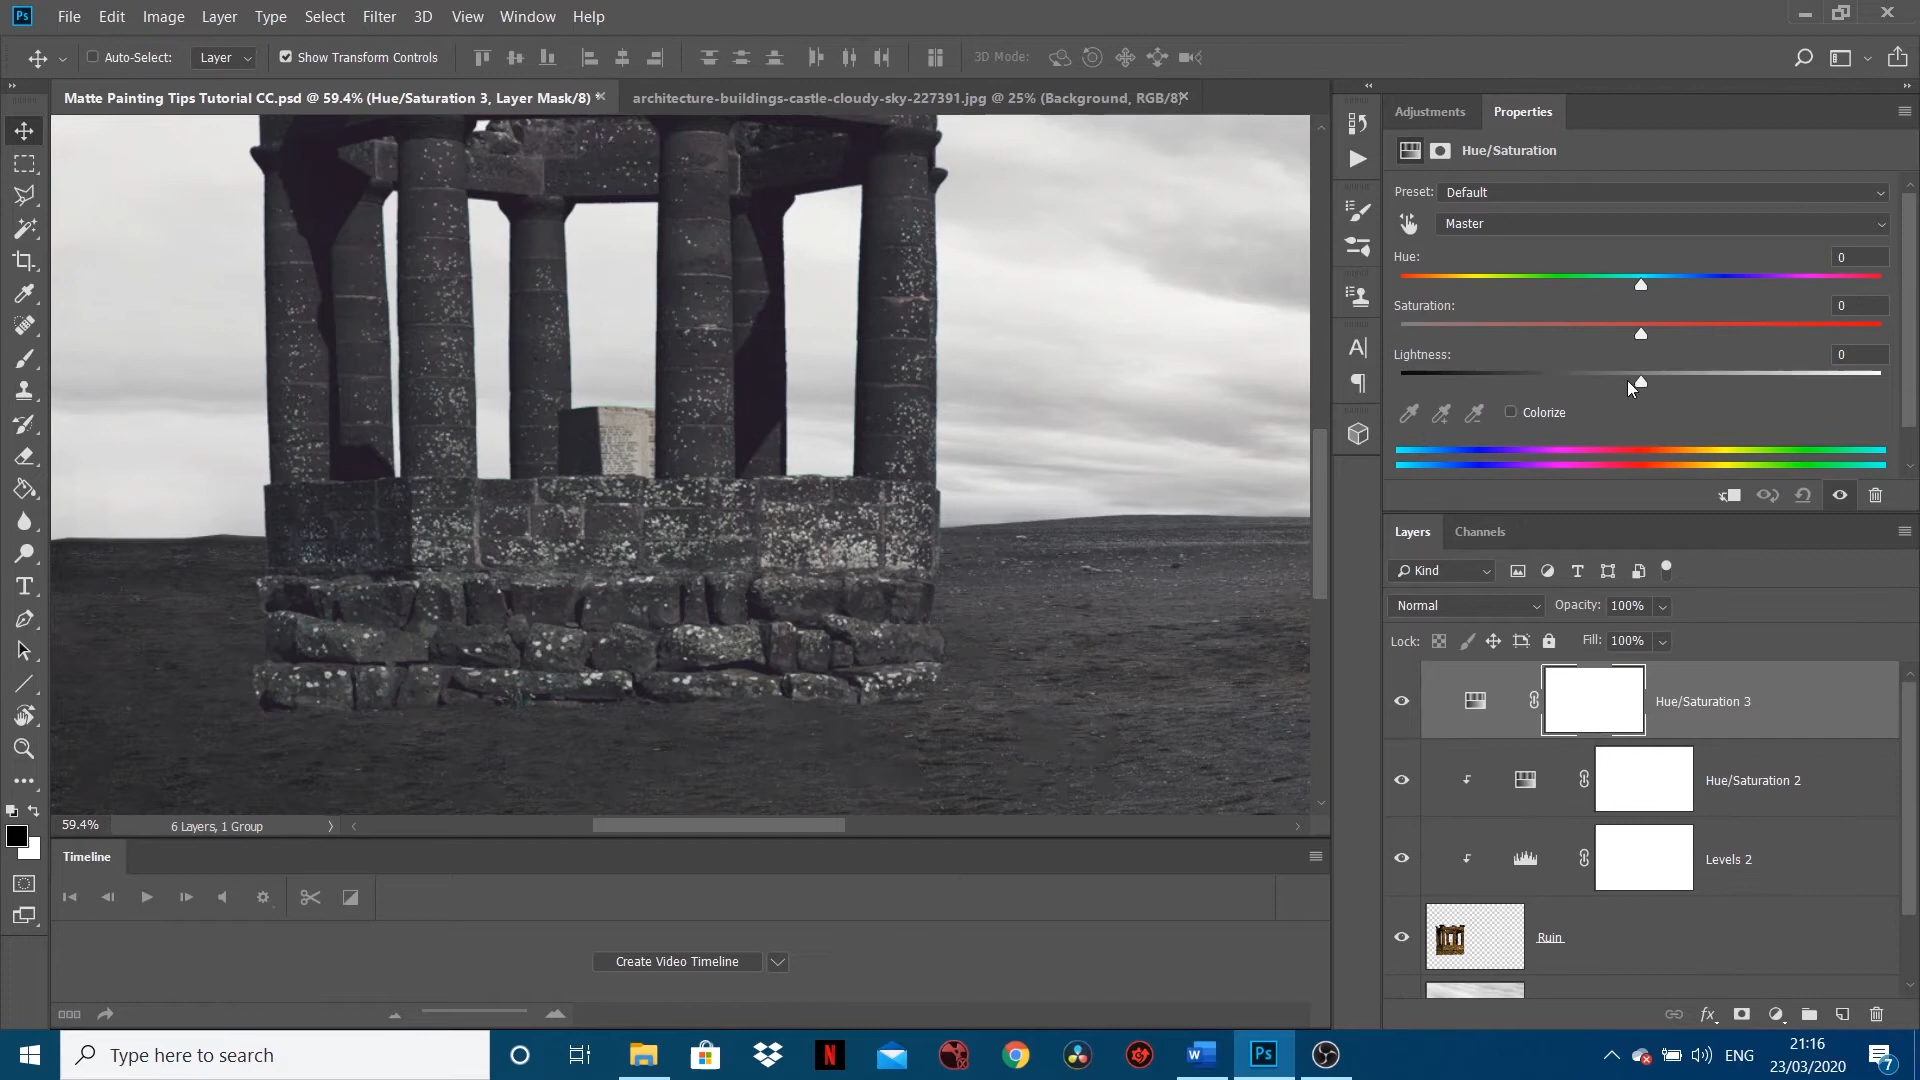 Ps File Edit Image Layer Type Select Filter 3D View Window Help
Auto-Select: Layer Show Transform Controls 3D Mode:
Matte Painting Tips Tutorial CC.psd @ 59.4% (Hue/Saturation 3, Layer Mask/8) *
architecture-buildings-castle-cloudy-sky-227391.jpg @ 25% (Background, RGB/8)
Adjustments Properties
Hue/Saturation
Preset: Default
Master
Hue: 0
Saturation: 0
Lightness: 0
Colorize
Layers Channels
Kind
Normal Opacity: 100%
Lock: Fill: 100%
Hue/Saturation 3
Hue/Saturation 2
Levels 2
Ruin
59.4% 6 Layers, 1 Group
Timeline
Create Video Timeline
Type here to search
N
W
Ps
ENG
21:16
23/03/2020
7